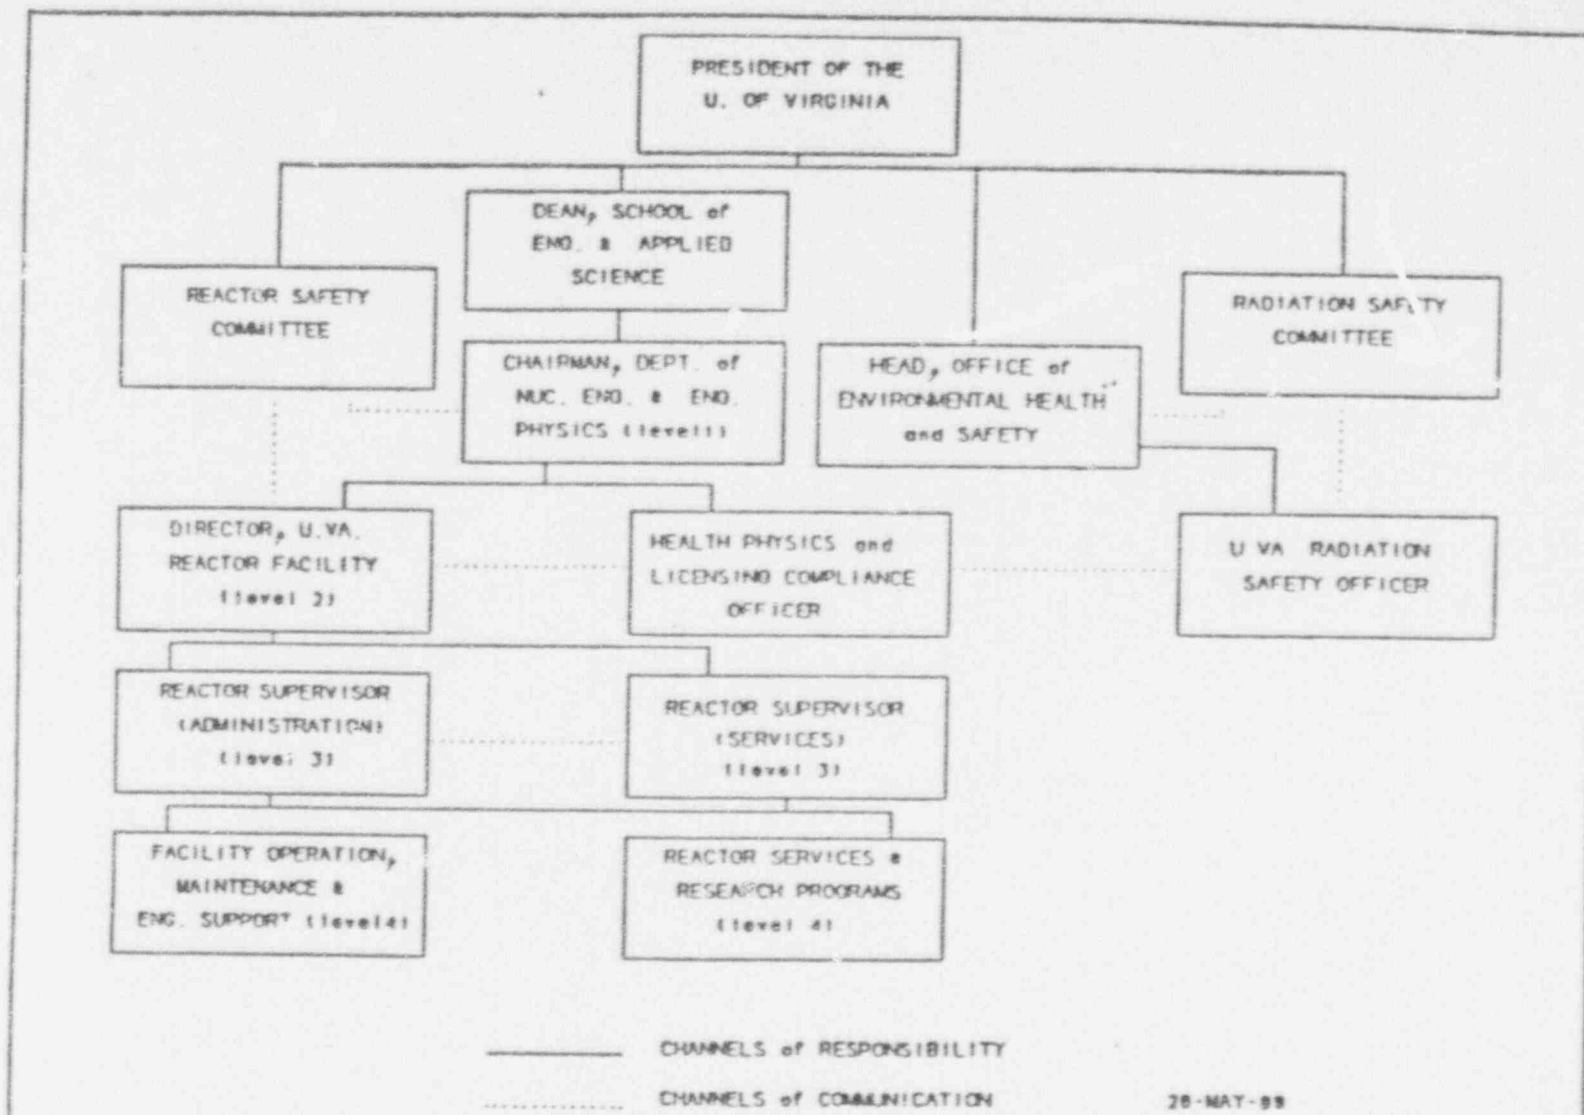 PRESIDENT OF THE
U. OF VIRGINIA
DEAN, SCHOOL of
ENG. & APPLIED
SCIENCE
REACTOR SAFETY
COMMITTEE
RADIATION SAFETY
COMMITTEE
CHAIRMAN, DEPT. of
NUC. ENG. & ENG.
PHYSICS (level1)
HEAD, OFFICE of
ENVIRONMENTAL HEALTH
and SAFETY
DIRECTOR, U.VA.
REACTOR FACILITY
(level 2)
HEALTH PHYSICS and
LICENSING COMPLIANCE
OFFICER
U VA RADIATION
SAFETY OFFICER
REACTOR SUPERVISOR
(ADMINISTRATION)
(level 3)
REACTOR SUPERVISOR
(SERVICES)
(level 3)
FACILITY OPERATION,
MAINTENANCE &
ENG. SUPPORT (level4)
REACTOR SERVICES &
RESEARCH PROGRAMS
(level 4)
CHANNELS of RESPONSIBILITY
CHANNELS of COMMUNICATION